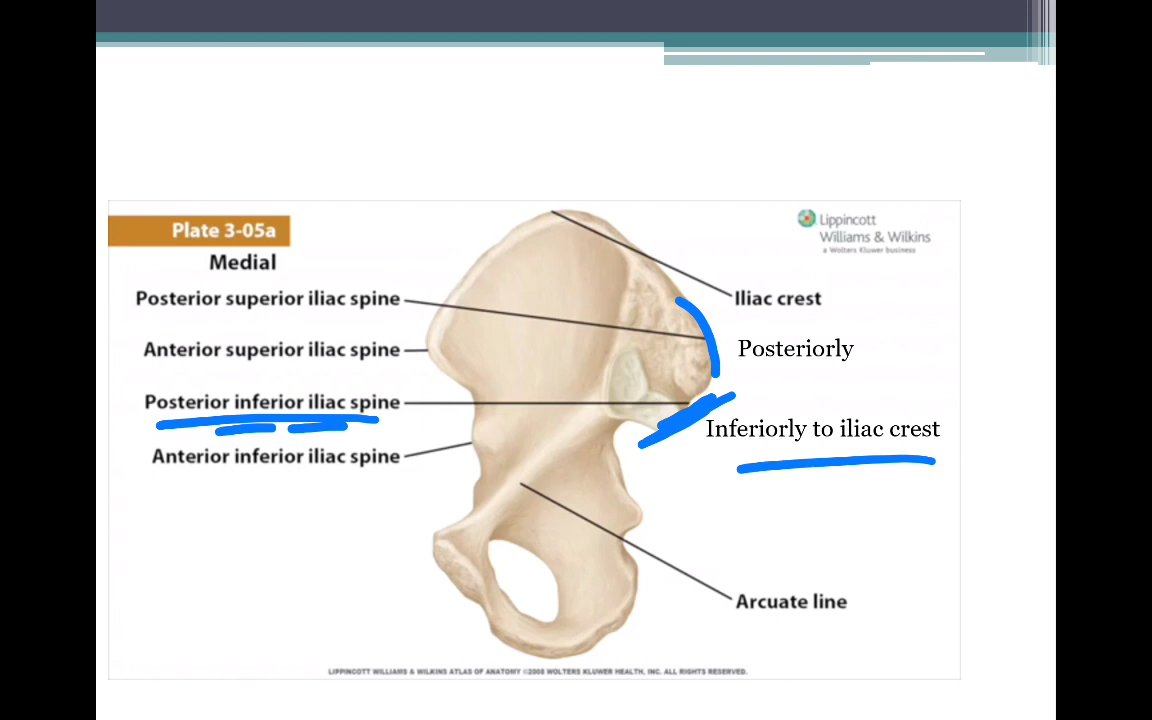 Plate 3-05a
Lippincott
Williams & Wilkins
a Wolters Kluwer business
Medial
Posterior superior iliac spine
Iliac crest
Anterior superior iliac spine
Posteriorly
Posterior inferior iliac spine
Inferiorly to iliac crest
Anterior inferior iliac spine
Arcuate line
LIPPINCOTT WILLIAMS & WILKINS ATLAS OF ANATOMY ©2008 WOLTERS KLUWER HEALTH, INC. ALL RIGHTS RESERVED.